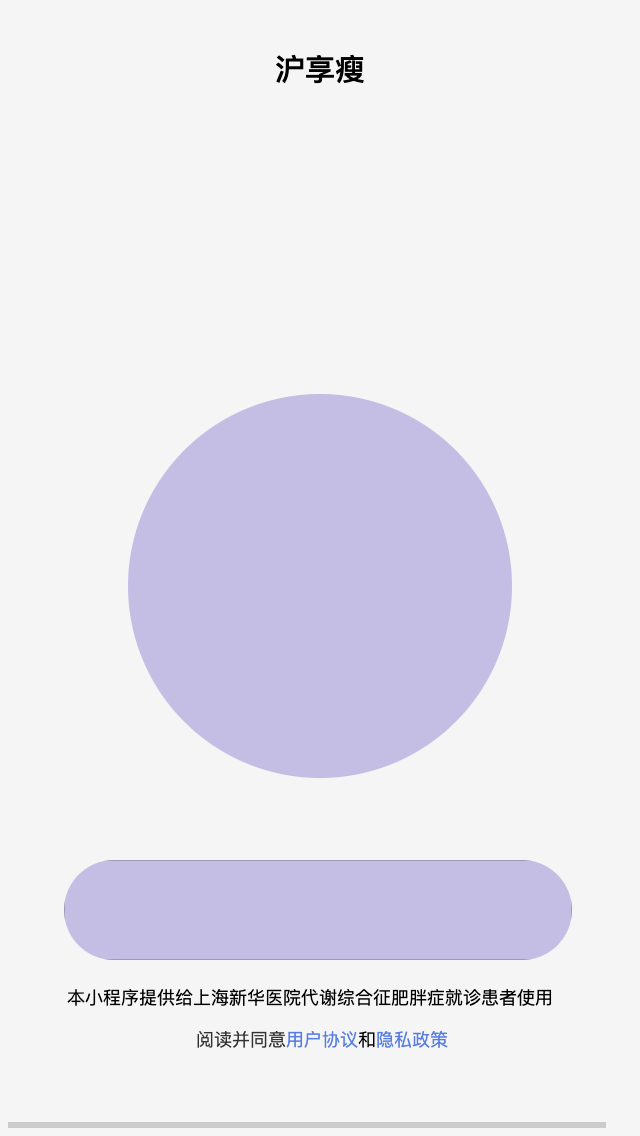 沪享瘦
本小程序提供给上海新华医院代谢综合征肥胖症就诊患者使用
阅读并同意用户协议和隐私政策